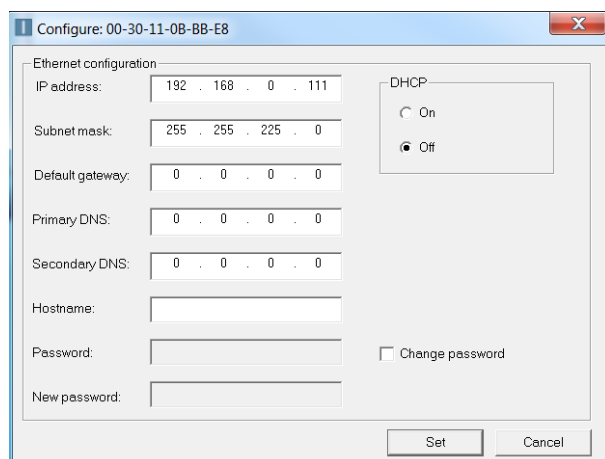 Configure: 00-30-11-0B-BB-E8
Ethernet configuration
IP address: 192 . 168 . 0 . 111
DHCP
On
Subnet mask: 255 . 255 . 225 . 0
Off
Default gateway: 0 . 0 . 0 . 0
Primary DNS: 0 . 0 . 0 . 0
Secondary DNS: 0 . 0 . 0 . 0
Hostname:
Password:
Change password
New password:
Set
Cancel